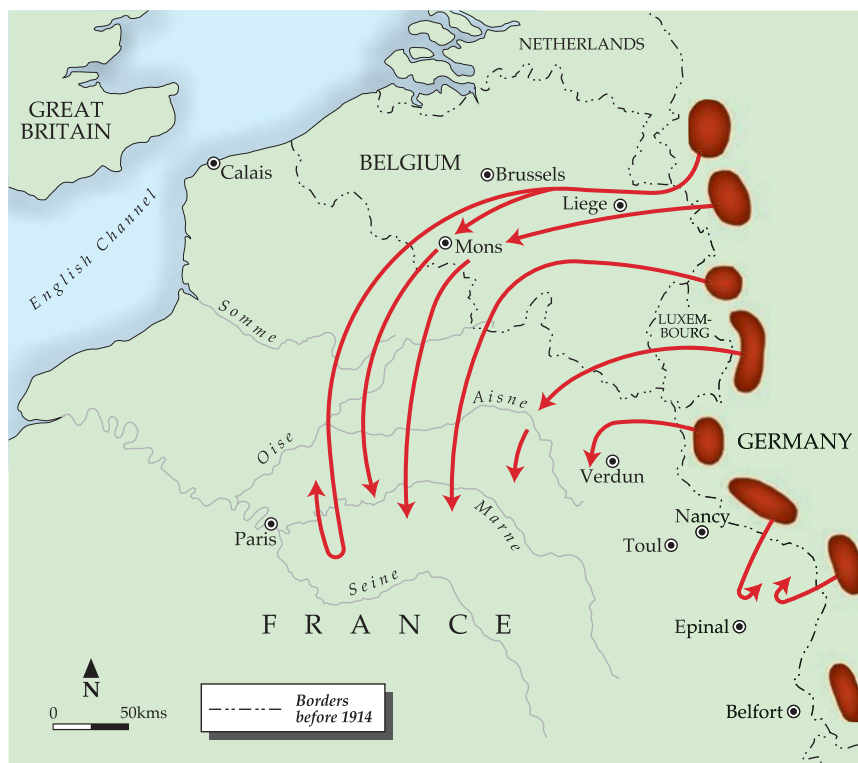 NETHERLANDS
GREAT
BRITAIN
BELGIUM
Calais
Brussels
Liege
English Channel
Mons
Somme
LUXEM-
BOURG
Aisne
Oise
GERMANY
Verdun
Marne
Nancy
Paris
Toul
Seine
FRANCE
Epinal
N
Borders
before 1914
0 50kms
Belfort